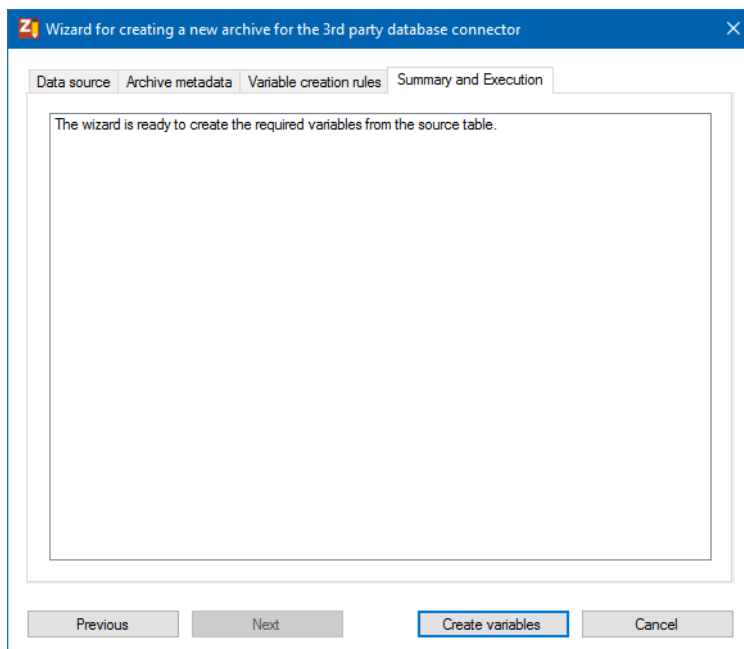 Wizard for creating a new archive for the 3rd party database connector
Data source Archive metadata Variable creation rules Summary and Execution
The wizard is ready to create the required variables from the source table.
Previous Next Create variables Cancel